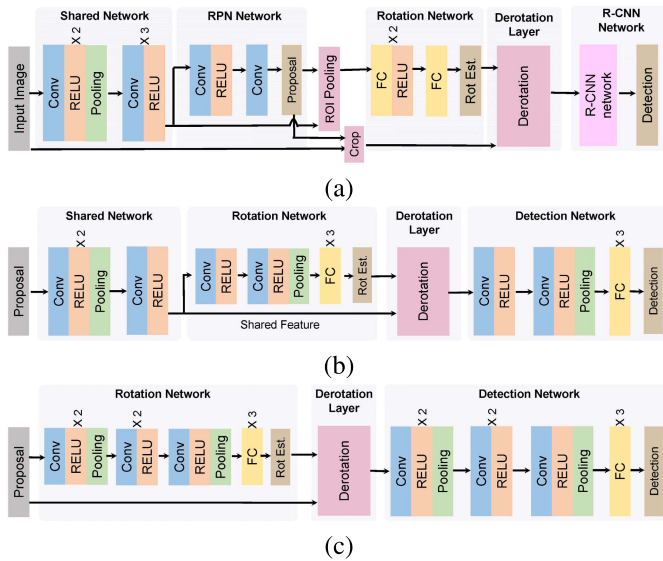 Shared Network RPN Network Rotation Network Derotation Layer R-CNN Network
Input Image
Conv RELU Pooling X 2
Conv RELU X 3
Conv RELU
Conv
Proposal
ROI Pooling
Crop
FC RELU X 2
FC
Rot Est.
Derotation
R-CNN network
Detection
(a)
Shared Network Rotation Network Derotation Layer Detection Network
Proposal
Conv RELU Pooling X 2
Conv RELU
Conv RELU
Conv RELU Pooling
FC X 3
Rot Est.
Shared Feature
Derotation
Conv RELU
Conv RELU Pooling
FC X 3
Detection
(b)
Rotation Network Derotation Layer Detection Network
Proposal
Conv RELU Pooling X 2
Conv RELU X 2
Conv RELU Pooling
FC X 3
Rot Est.
Derotation
Conv RELU Pooling X 2
Conv RELU X 2
Conv RELU Pooling
FC X 3
Detection
(c)